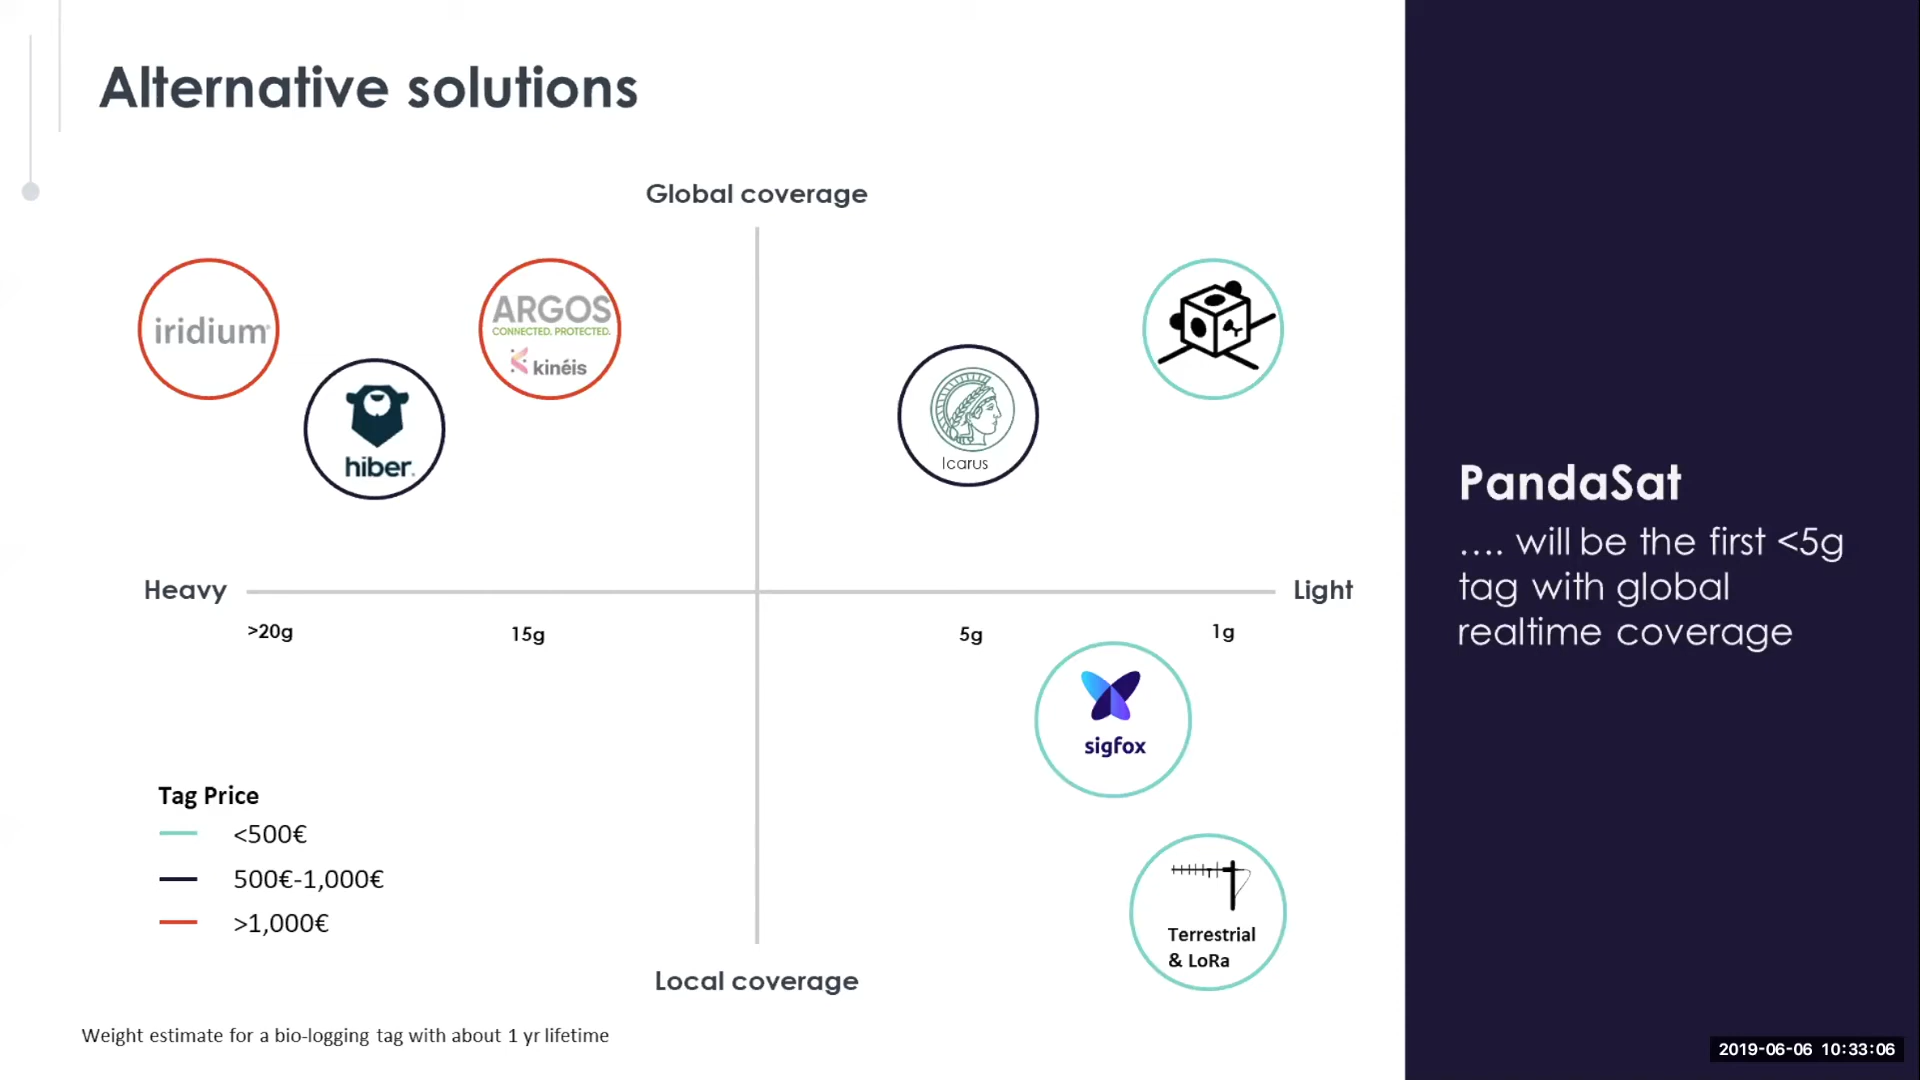 Alternative solutions
Global coverage
iridium
ARGOS
CONNECTED. PROTECTED.
kinéis
hiber.
Icarus
Heavy
Light
>20g
15g
5g
1g
sigfox
Terrestrial
& LoRa
Tag Price
<500€
500€-1,000€
>1,000€
Local coverage
Weight estimate for a bio-logging tag with about 1 yr lifetime
PandaSat
.... will be the first <5g
tag with global
realtime coverage
2019-06-06 10:33:06